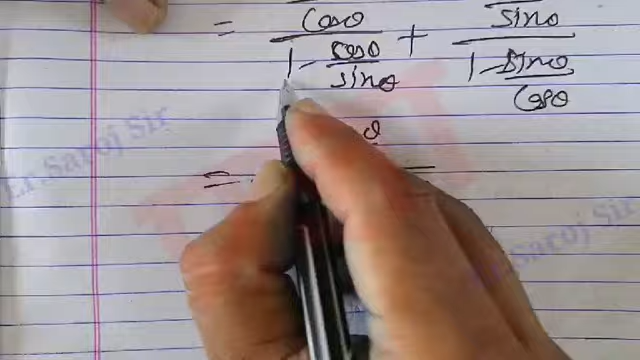 = cosθ / (1 - cosθ/sinθ) + sinθ / (1 - sinθ/cosθ)
= θ
Er. Saroj Sir
Er. Saroj Sir